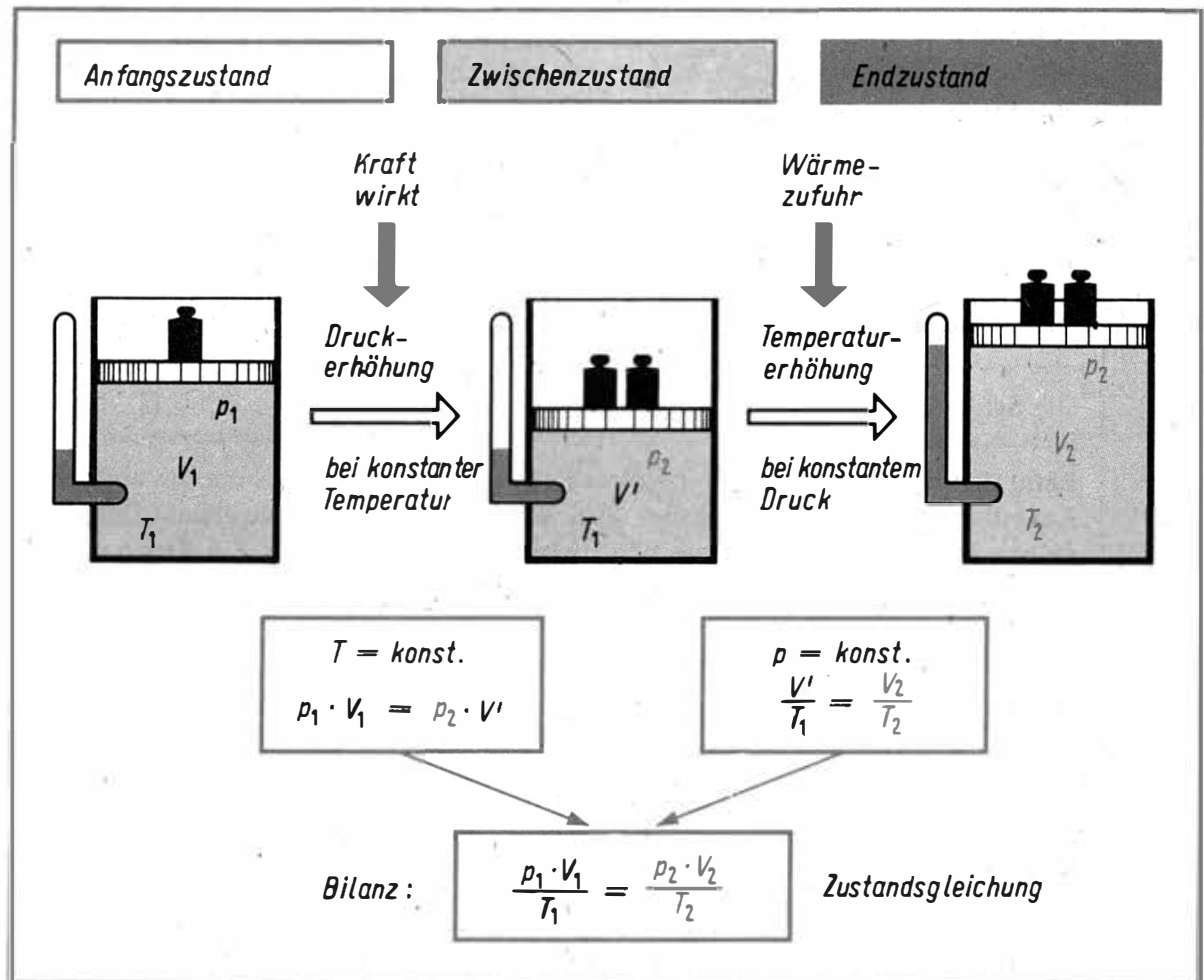 Anfangszustand
Zwischenzustand
Endzustand
Kraft
wirkt
Wärme-
zufuhr
Druck-
erhöhung
bei konstanter
Temperatur
Temperatur-
erhöhung
bei konstantem
Druck
p₁
V₁
T₁
p₂
V'
T₁
p₂
V₂
T₂
T = konst.
p₁ · V₁ = p₂ · V'
p = konst.
V'/T₁ = V₂/T₂
Bilanz: p₁ · V₁/T₁ = p₂ · V₂/T₂ Zustandsgleichung